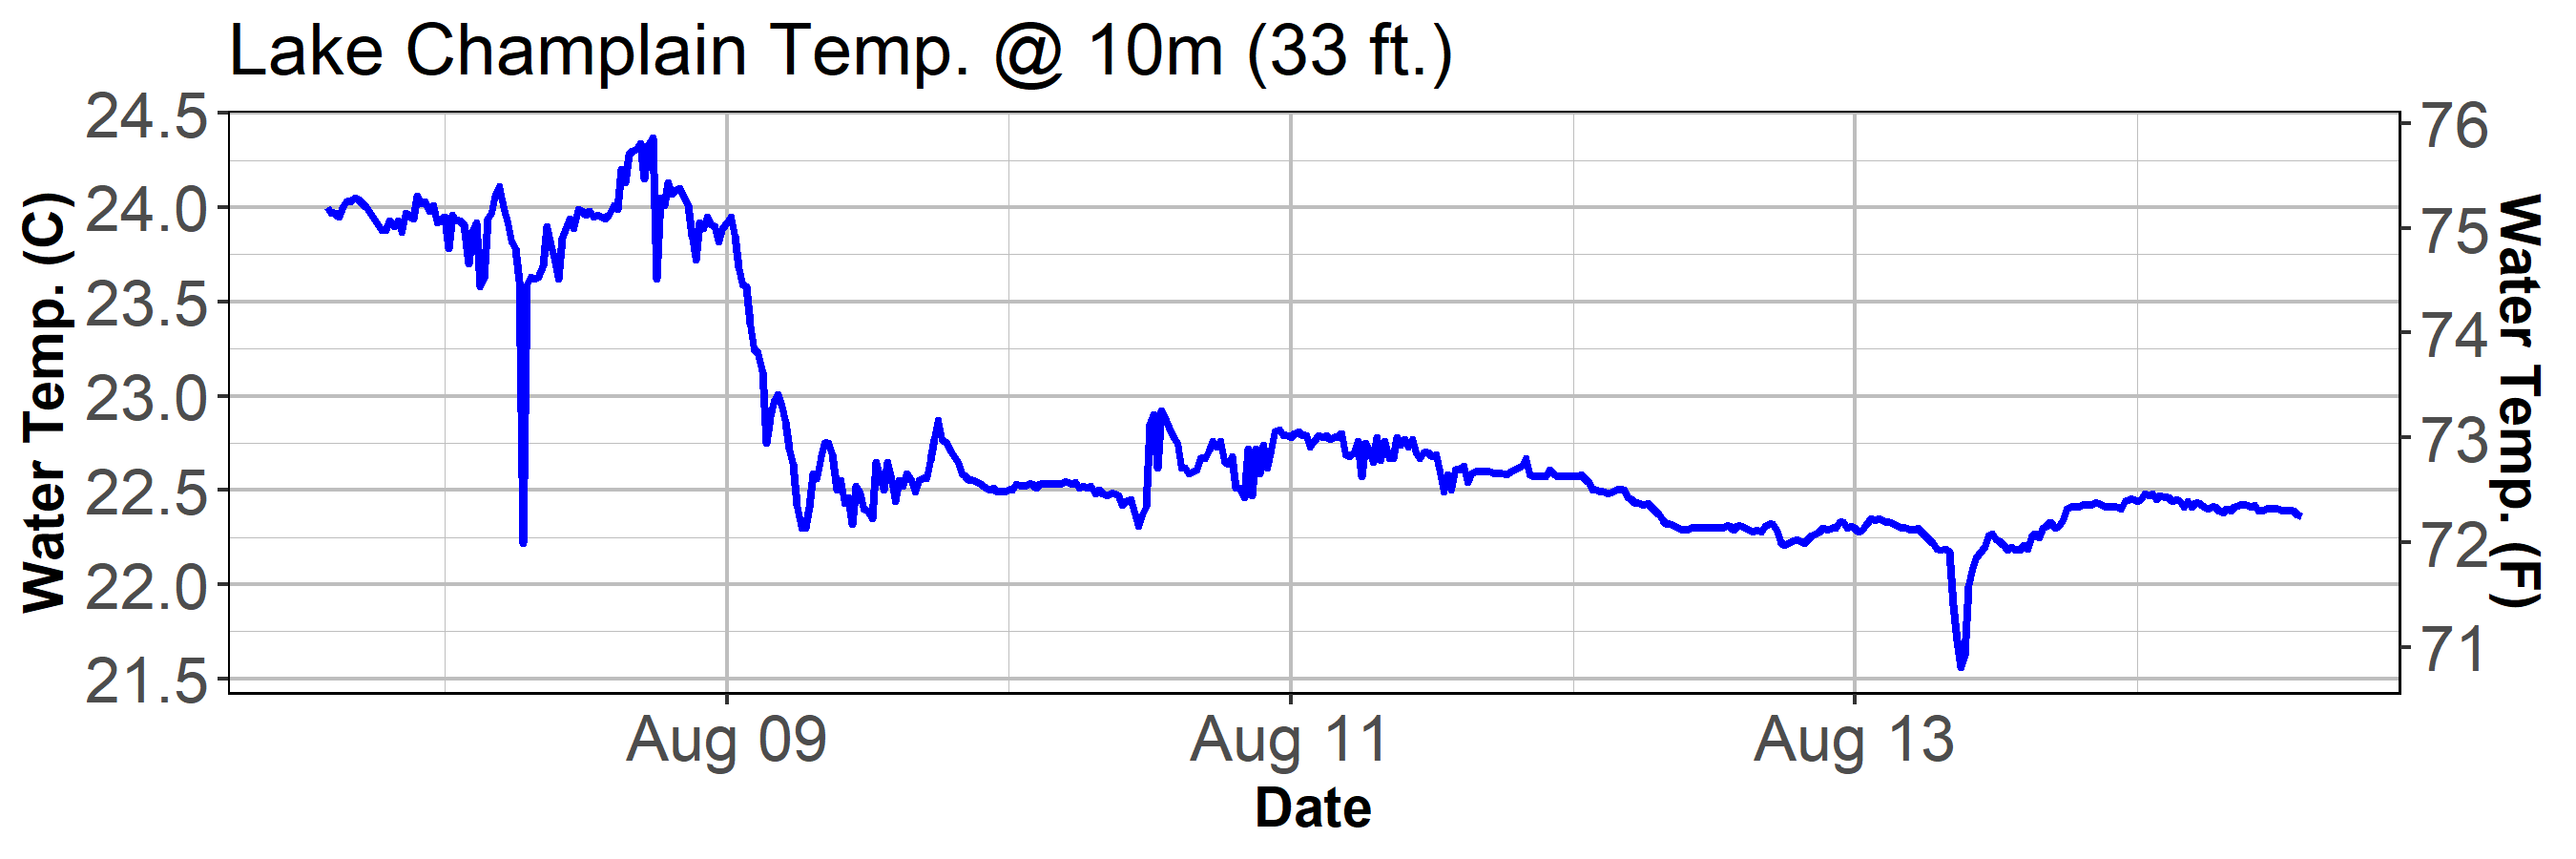 Lake Champlain Temp. @ 10m (33 ft.)
Water Temp. (C)
24.5
24.0
23.5
23.0
22.5
22.0
21.5
76
75
74
73
72
71
Water Temp. (F)
Aug 09 Aug 11 Aug 13
Date